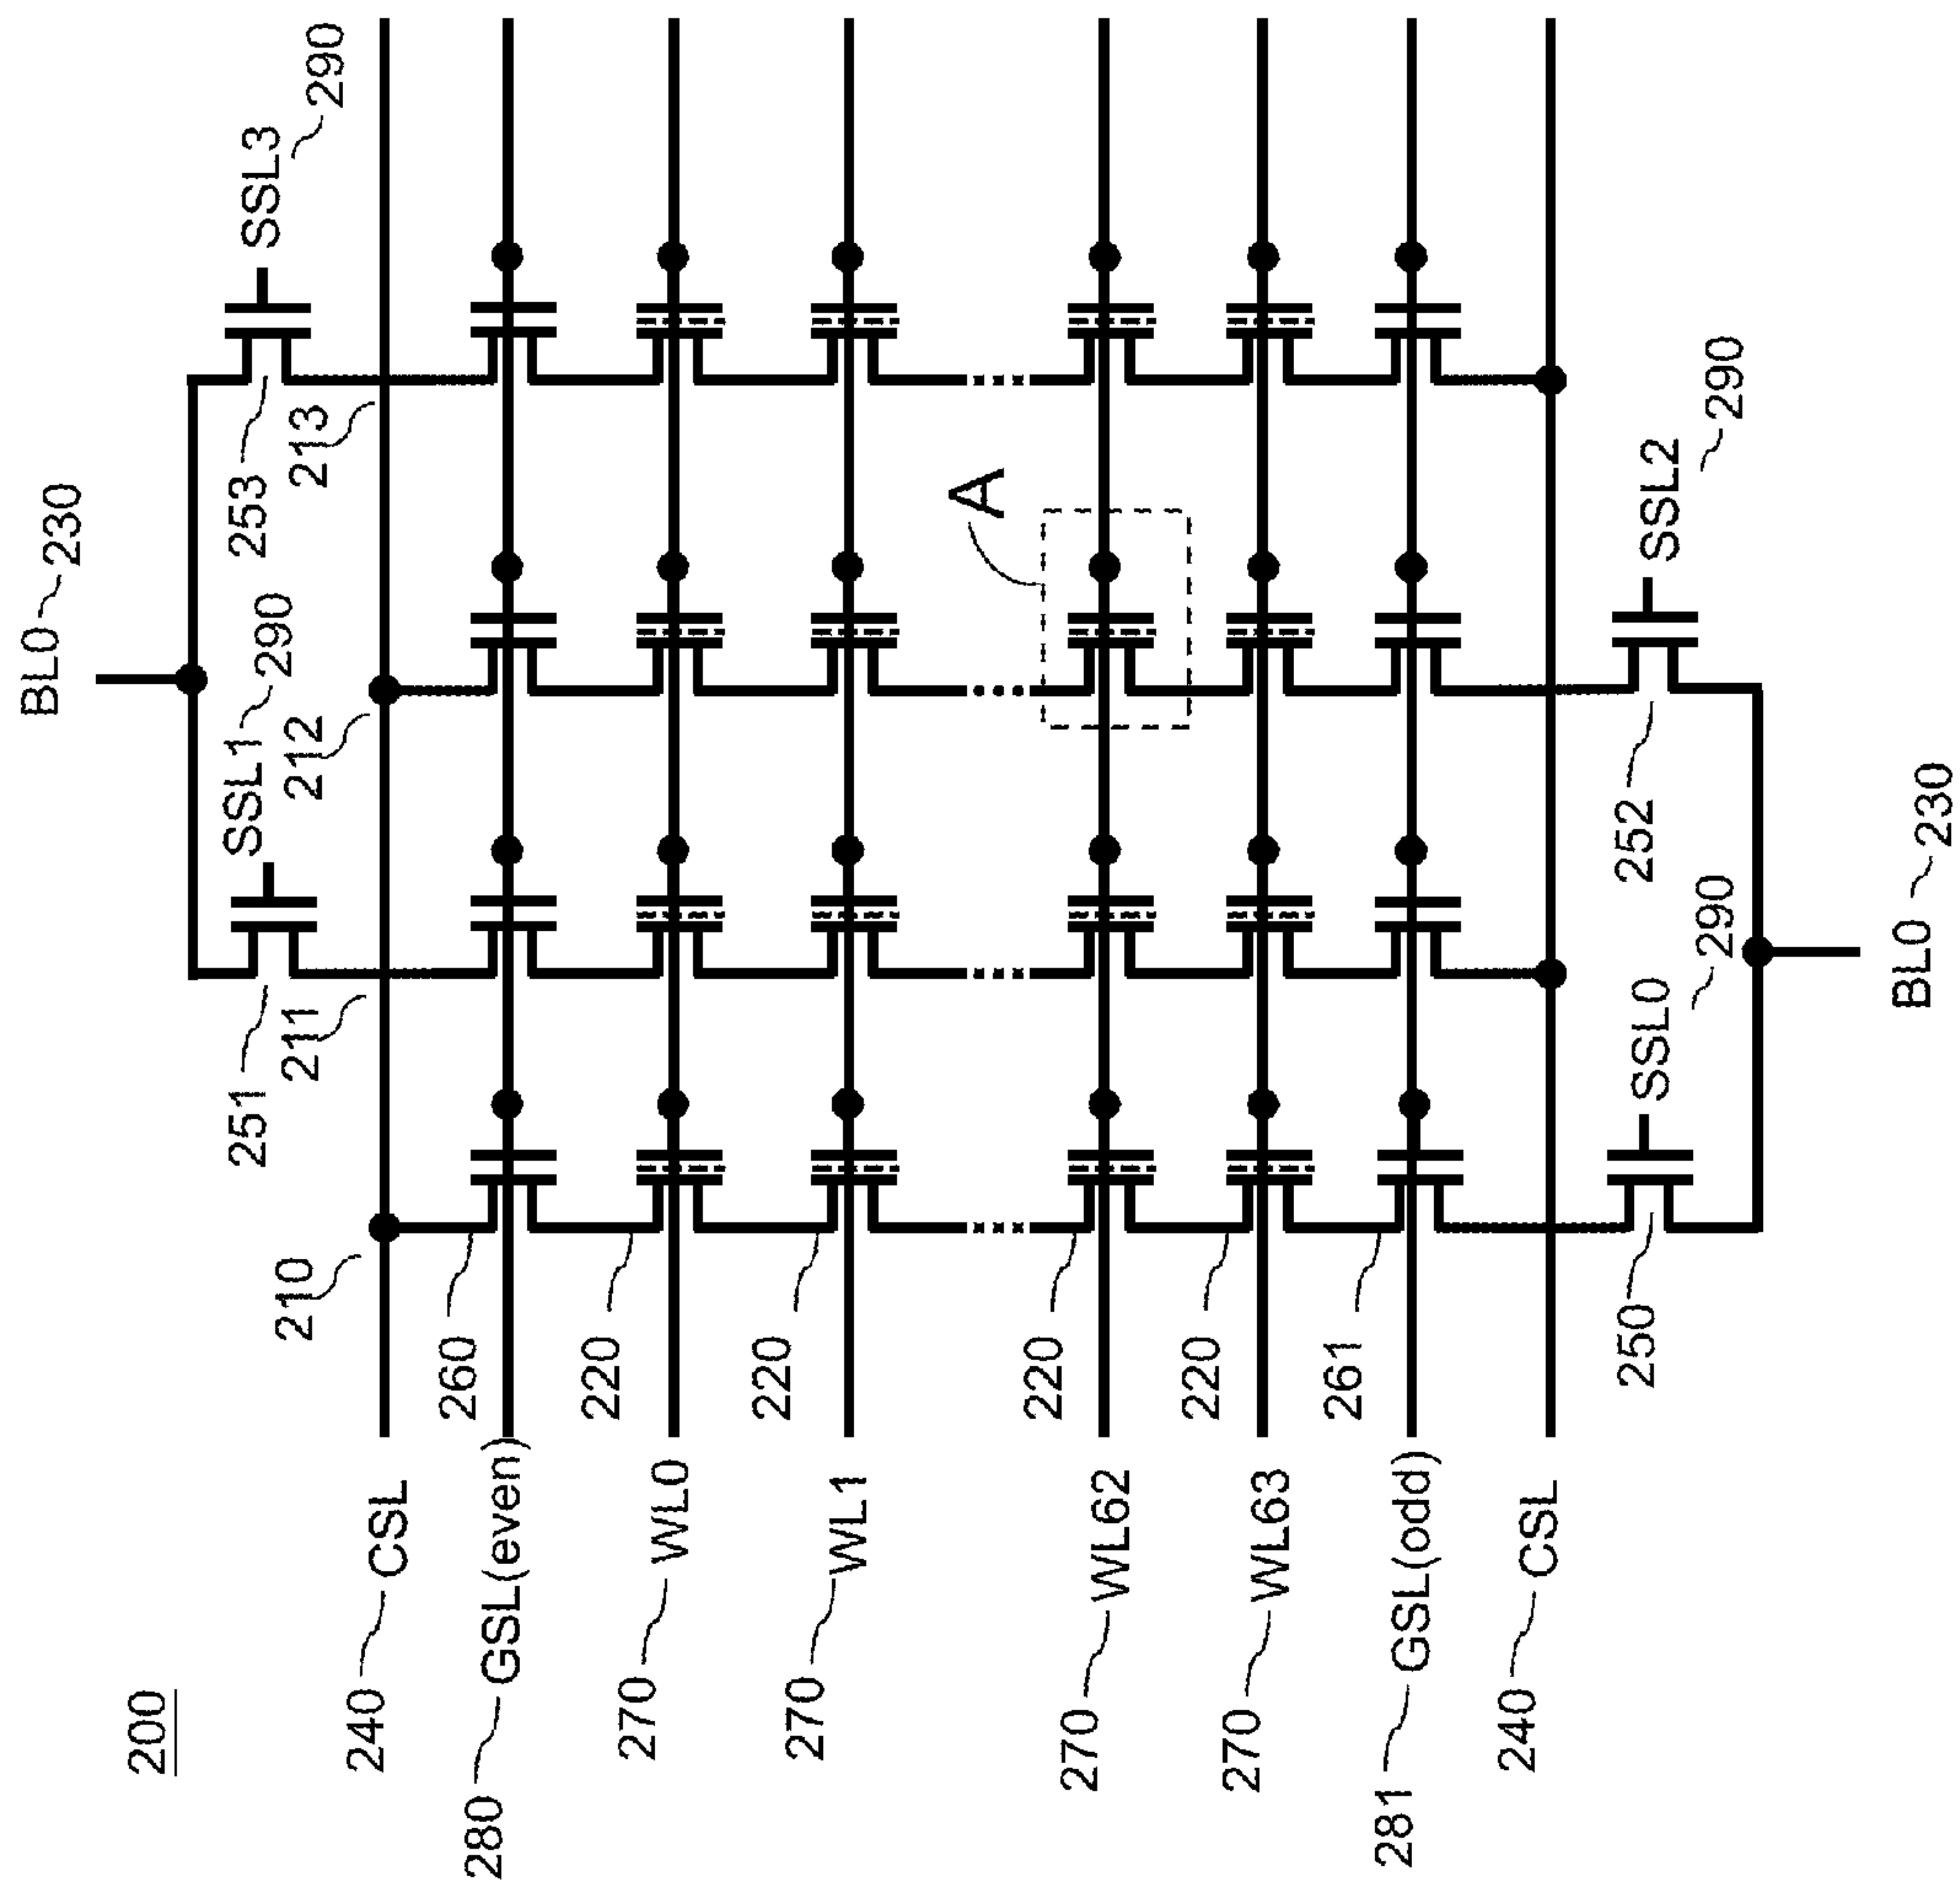 200
BL0 230
SSL3 290
253
213
SSL1 290
251
211
212
210
240 CSL
280 GSL(even)
260
270 WL0
220
270 WL1
220
A
270 WL62
220
270 WL63
220
281 GSL(odd)
261
240 CSL
SSL2 290
252
SSL0 290
250
BL0 230